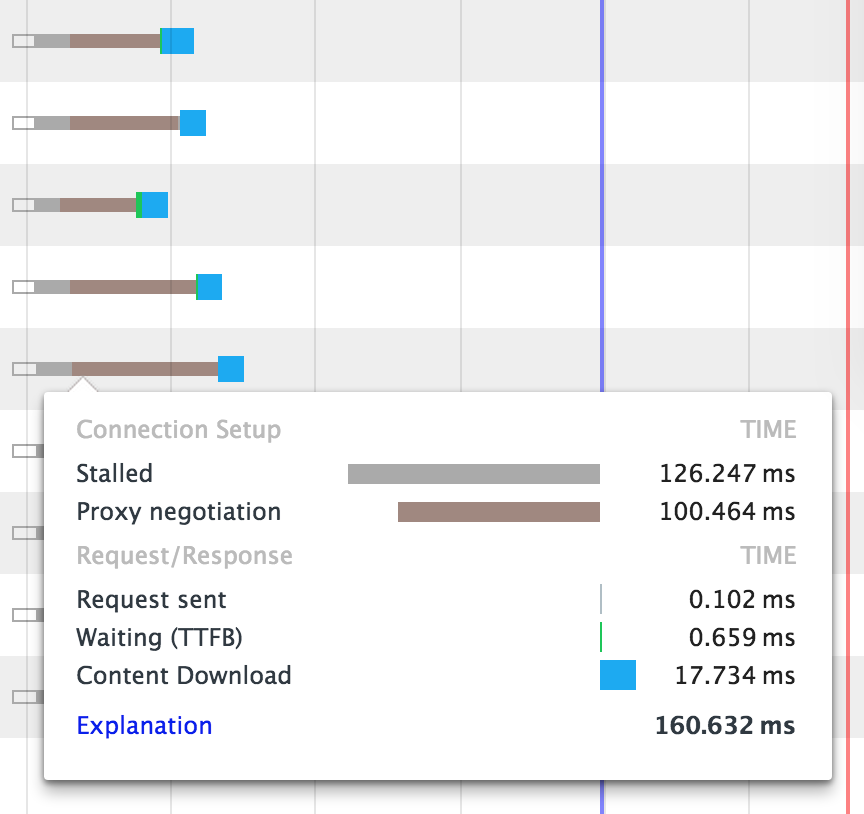 Connection Setup TIME
Stalled 126.247 ms
Proxy negotiation 100.464 ms
Request/Response TIME
Request sent 0.102 ms
Waiting (TTFB) 0.659 ms
Content Download 17.734 ms
Explanation 160.632 ms